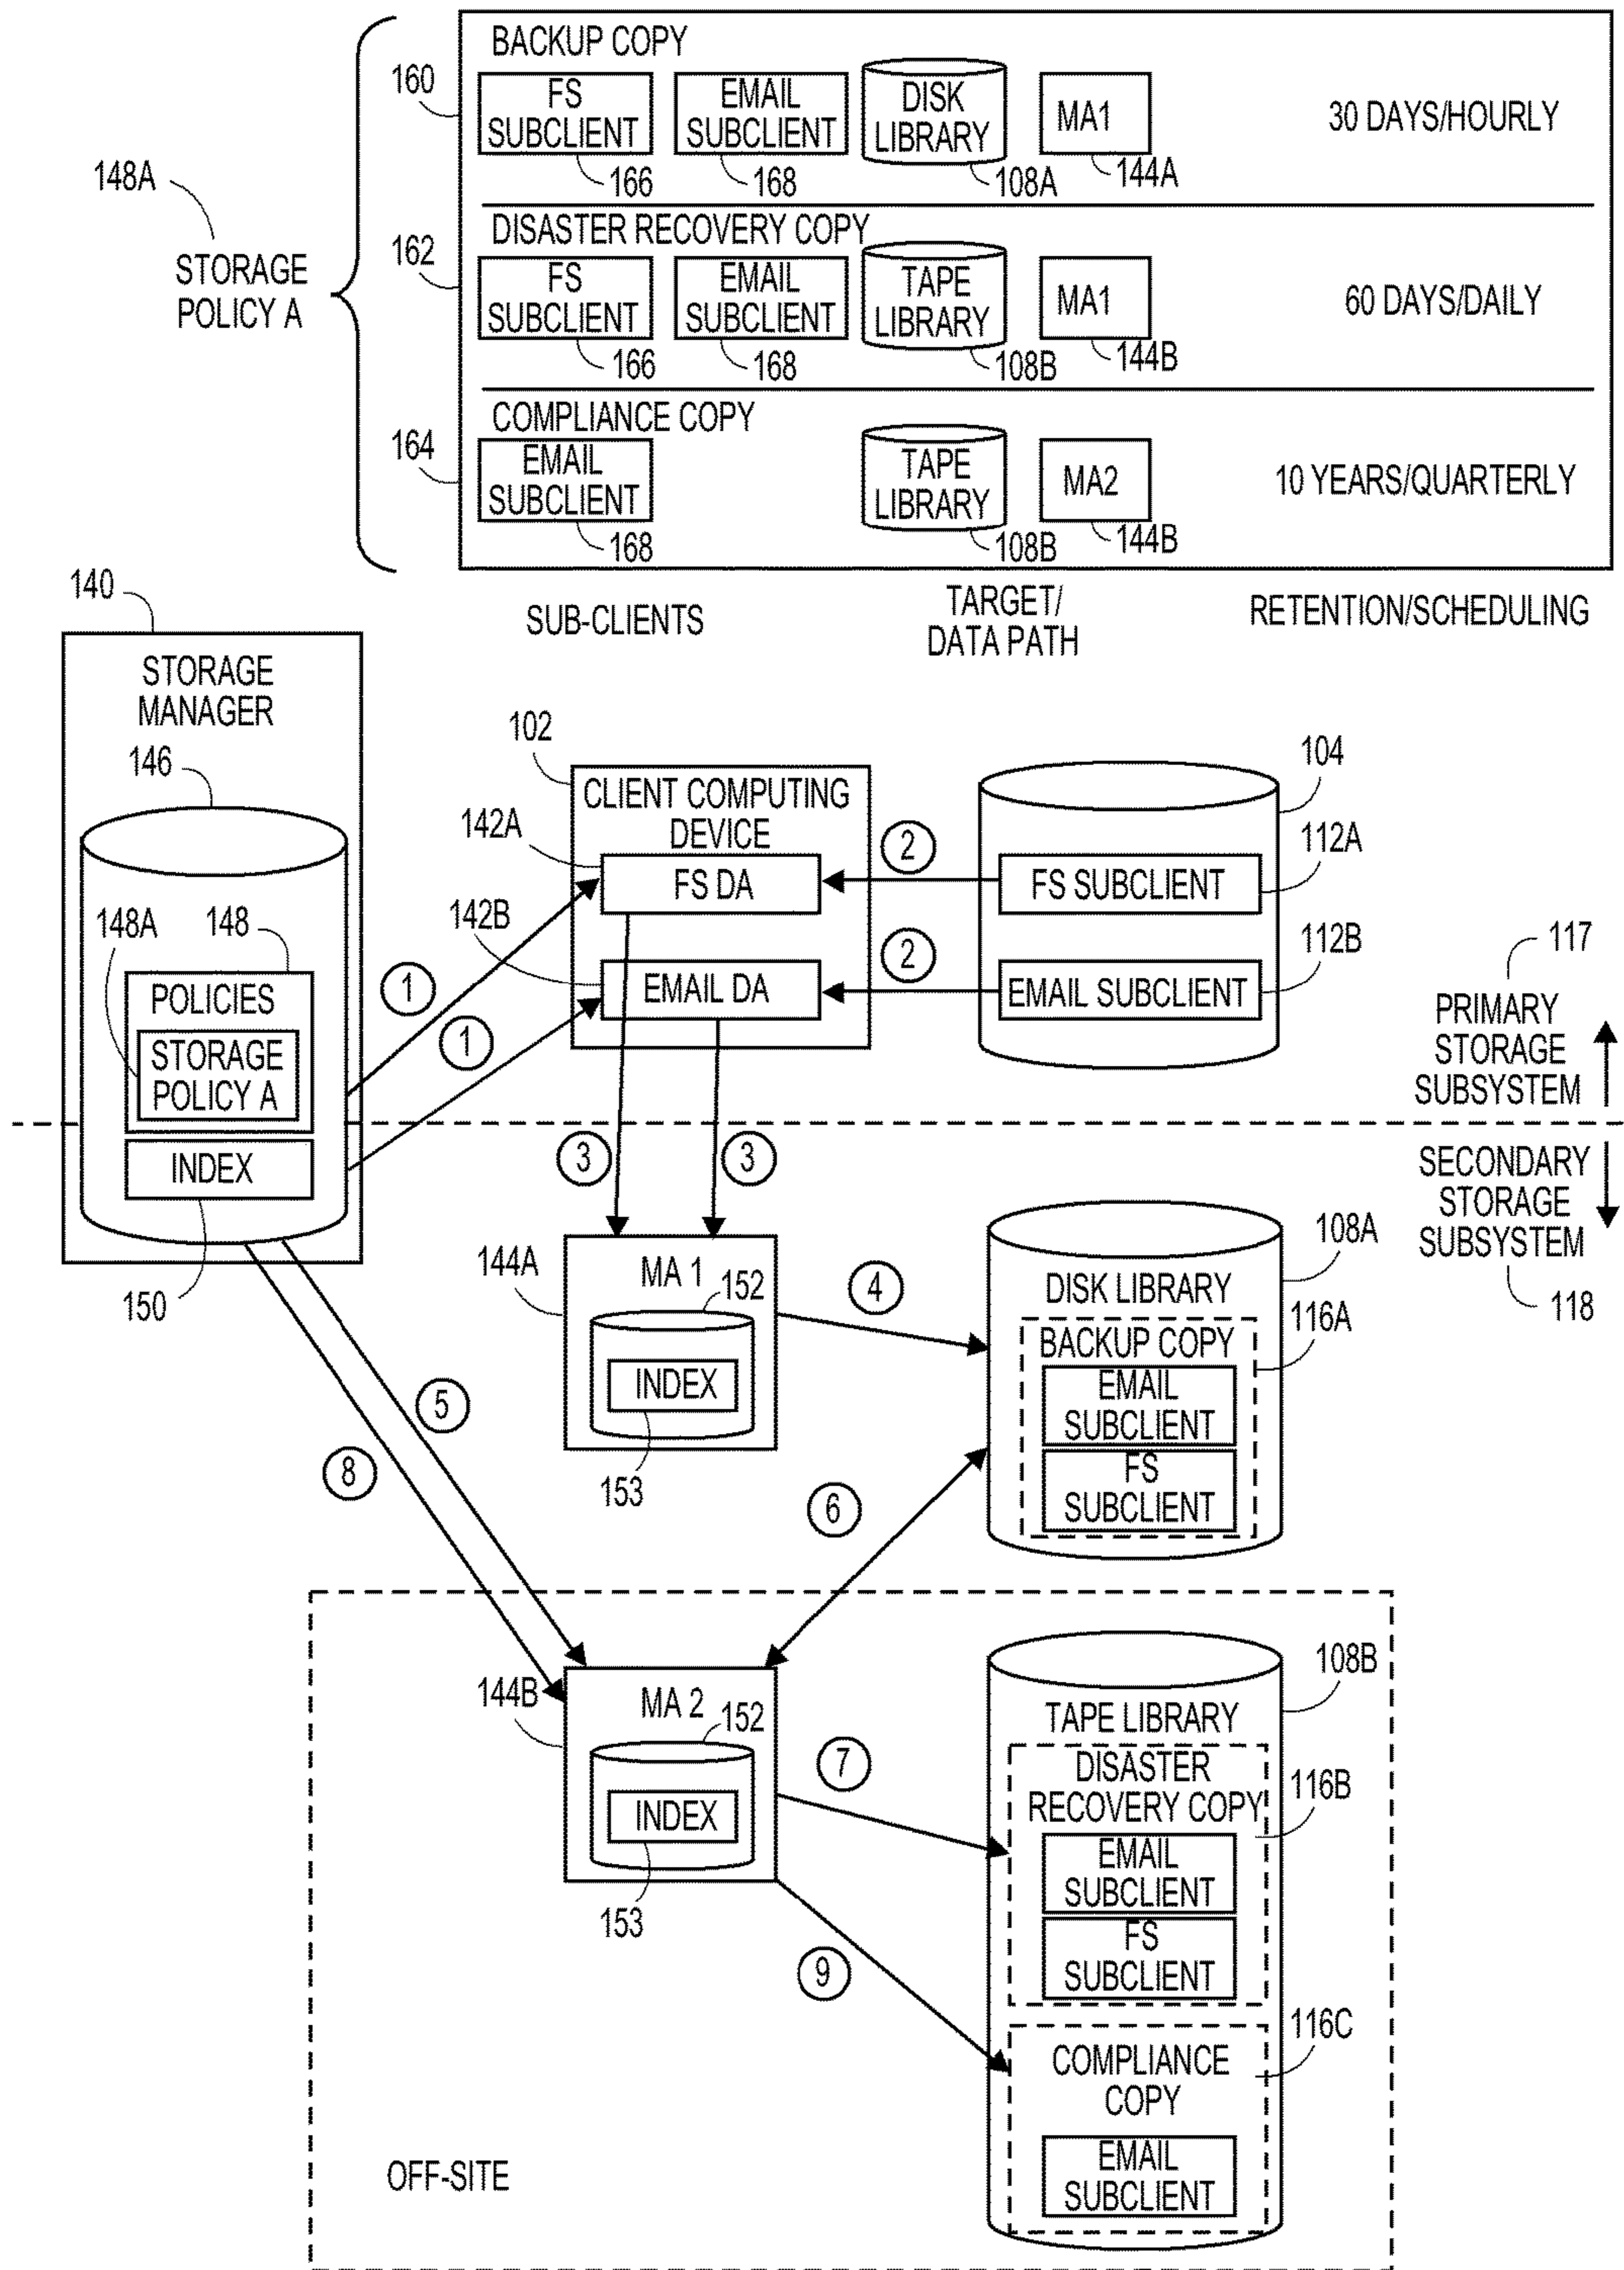 BACKUP COPY
160
FS
SUBCLIENT
166
EMAIL
SUBCLIENT
168
DISK
LIBRARY
108A
MA1
144A
30 DAYS/HOURLY
148A
STORAGE
POLICY A
DISASTER RECOVERY COPY
162
FS
SUBCLIENT
166
EMAIL
SUBCLIENT
168
TAPE
LIBRARY
108B
MA1
144B
60 DAYS/DAILY
COMPLIANCE COPY
164
EMAIL
SUBCLIENT
168
TAPE
LIBRARY
108B
MA2
144B
10 YEARS/QUARTERLY
SUB-CLIENTS
TARGET/
DATA PATH
RETENTION/SCHEDULING
140
STORAGE
MANAGER
146
148A
148
POLICIES
STORAGE
POLICY A
INDEX
150
102
CLIENT COMPUTING
DEVICE
142A
FS DA
142B
EMAIL DA
104
112A
FS SUBCLIENT
112B
EMAIL SUBCLIENT
1
1
2
2
117
PRIMARY
STORAGE
SUBSYSTEM
SECONDARY
STORAGE
SUBSYSTEM
118
3
3
144A
MA 1
152
INDEX
153
4
108A
DISK LIBRARY
116A
BACKUP COPY
EMAIL
SUBCLIENT
FS
SUBCLIENT
5
8
6
144B
MA 2
152
INDEX
153
7
9
108B
TAPE LIBRARY
DISASTER
RECOVERY COPY
116B
EMAIL
SUBCLIENT
FS
SUBCLIENT
116C
COMPLIANCE
COPY
EMAIL
SUBCLIENT
OFF-SITE